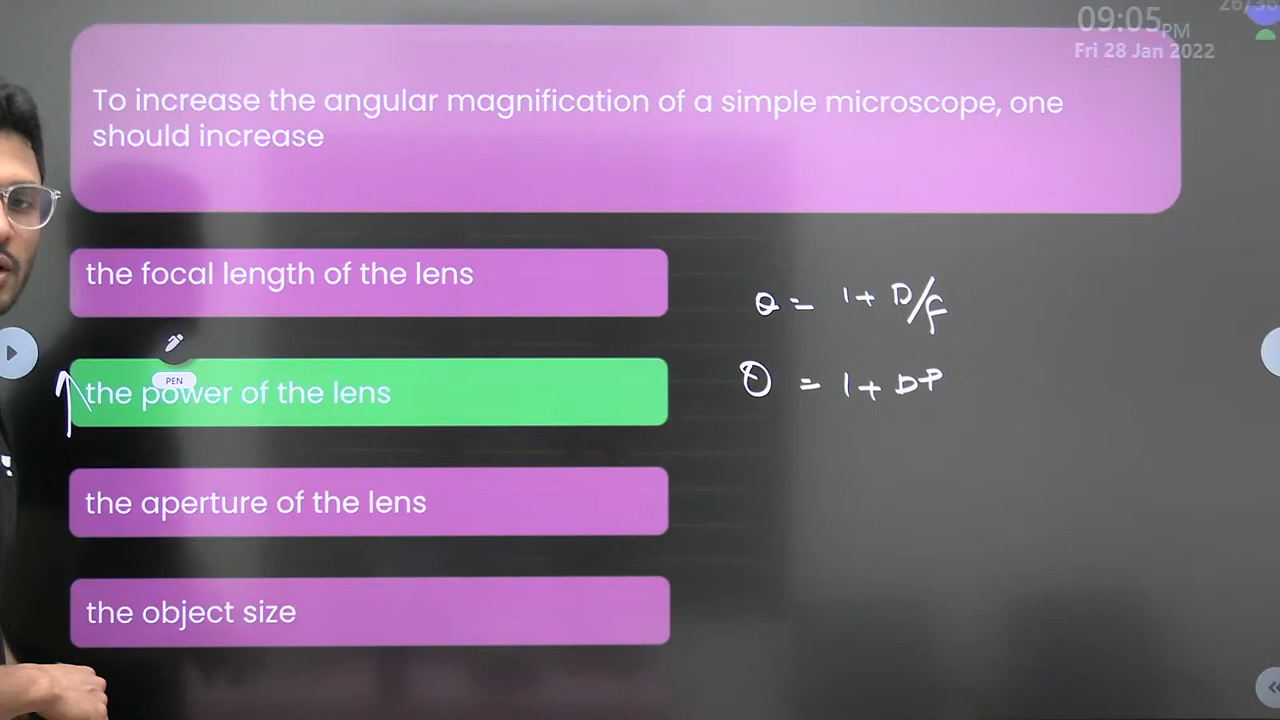 09:05PM
Fri 28 Jan 2022
To increase the angular magnification of a simple microscope, one
should increase
the focal length of the lens
PEN
the power of the lens
the aperture of the lens
the object size
θ = 1 + D/F
θ = 1 + DP